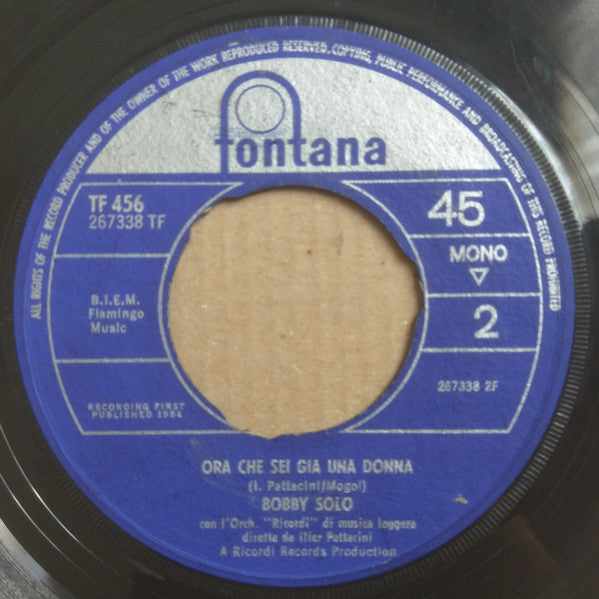 ALL RIGHTS OF THE RECORD PRODUCER AND OF THE OWNER OF THE WORK REPRODUCED RESERVED. COPYING, PUBLIC PERFORMANCE AND BROADCASTING OF THIS RECORD PROHIBITED
fontana
TF 456
267338 TF
45
MONO
2
B.I.E.M.
Flamingo
Music
267338 2F
RECORDING FIRST
PUBLISHED 1964
ORA CHE SEI GIA UNA DONNA
(I. Pattacini/Mogol)
BOBBY SOLO
con l'Orch. "Ricordi" di musica leggera
diretta da Iller Pattacini
A Ricordi Records Production